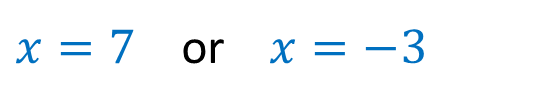 x = 7 or x = −3